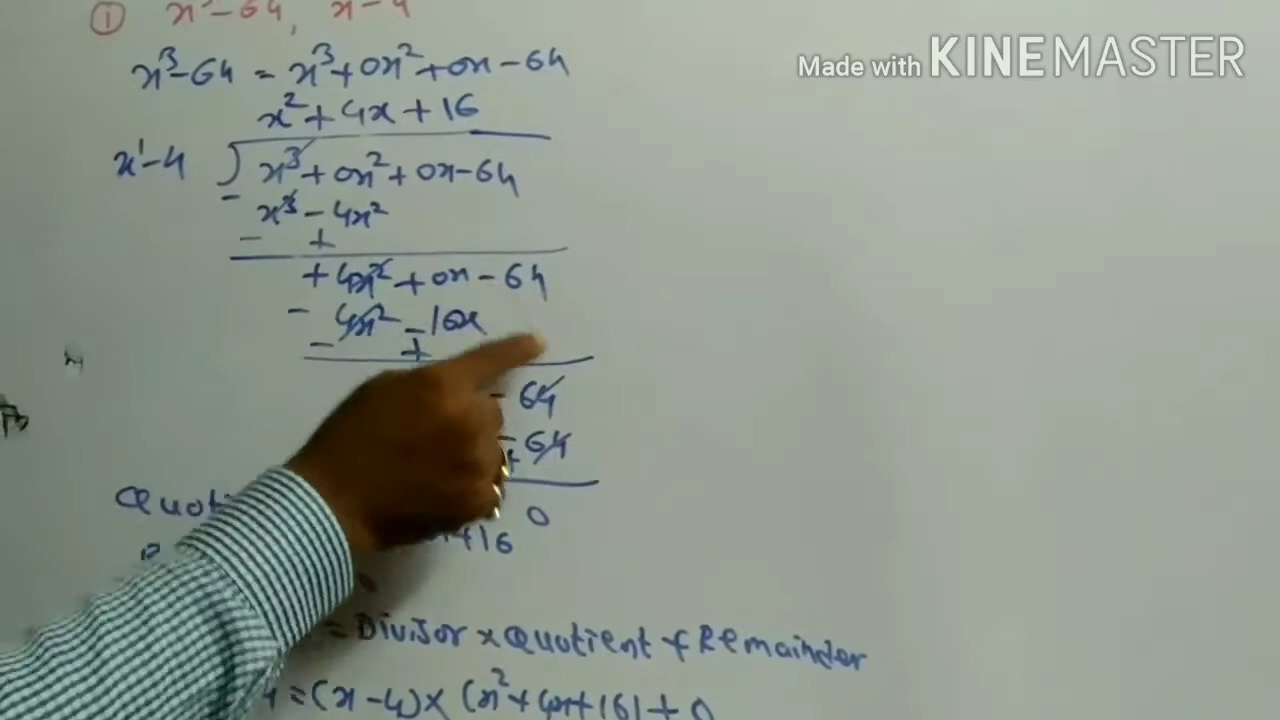 ① x³-64, x-4
Made with KINEMASTER
x³-64 = x³+0x²+0x-64
x²+4x+16
x¹-4 ) x³+0x²+0x-64
- x³-4x²
- +
+4x²+0x-64
- 4x²-16x
- +
-64
-64
+
0
+16
= Divisor × Quotient + Remainder
=(x-4)×(x²+4x+16)+0